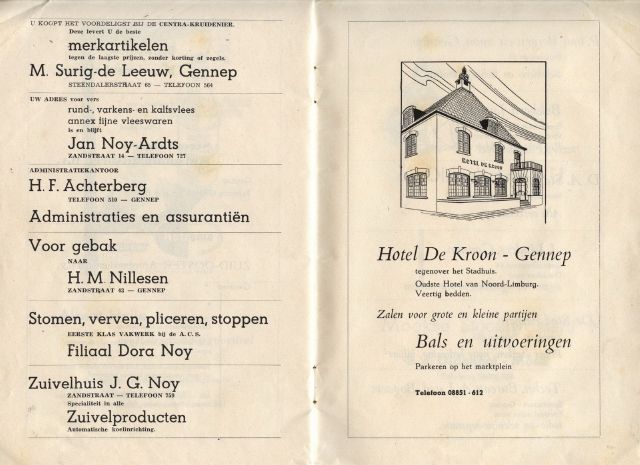 U KOOPT HET VOORDELIGST BIJ DE CENTRA-KRUIDENIER.
Deze levert U de beste
merkartikelen
tegen de laagste prijzen, zonder korting of zegels.
M. Surig-de Leeuw, Gennep
STEENDALERSTRAAT 65 — TELEFOON 564
UW ADRES voor vers
rund-, varkens- en kalfsvlees
annex fijne vleeswaren
is en blijft
Jan Noy-Ardts
ZANDSTRAAT 14 — TELEFOON 727
ADMINISTRATIEKANTOOR
H. F. Achterberg
TELEFOON 510 — GENNEP
Administraties en assurantiën
Voor gebak
NAAR
H. M. Nillesen
ZANDSTRAAT 43 — GENNEP
Stomen, verven, pliceren, stoppen
EERSTE KLAS VAKWERK bij de A.C.S.
Filiaal Dora Noy
Zuivelhuis J. G. Noy
ZANDSTRAAT — TELEFOON 759
Specialiteit in alle
Zuivelproducten
Automatische koelinrichting.
HOTEL DE KROON
Hotel De Kroon - Gennep
tegenover het Stadhuis.
Oudste Hotel van Noord-Limburg.
Veertig bedden.
Zalen voor grote en kleine partijen
Bals en uitvoeringen
Parkeren op het marktplein
Telefoon 08851 - 612